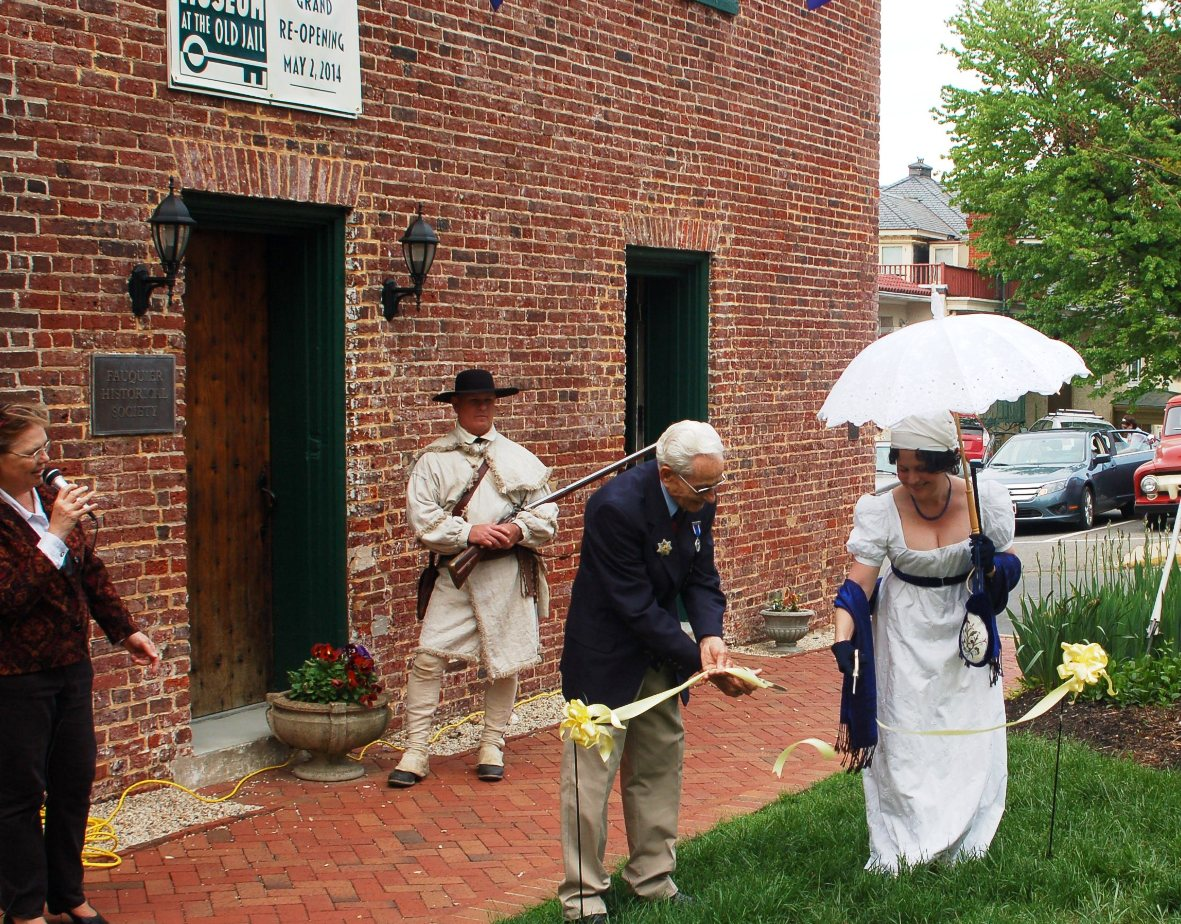 MUSEUM
AT THE OLD JAIL
GRAND
RE-OPENING
MAY 2, 2014
FAUQUIER
HISTORICAL
SOCIETY